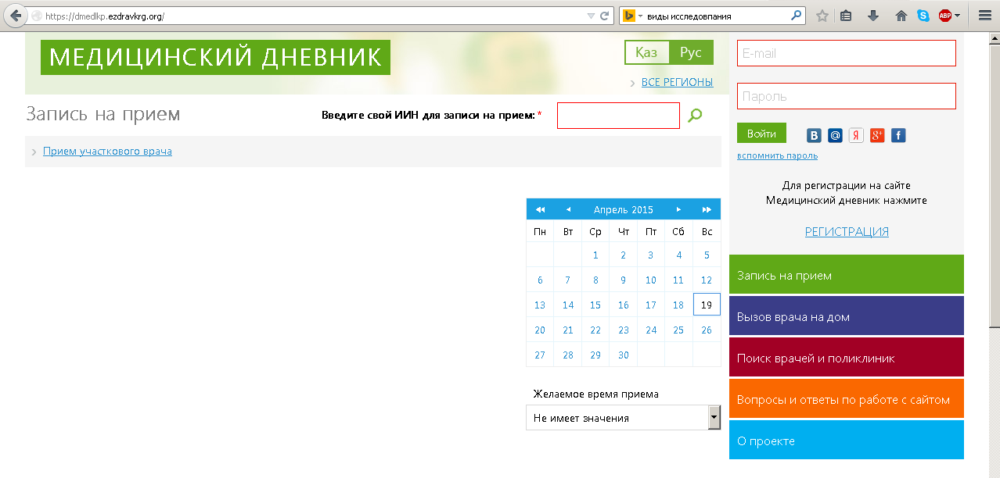 https://dmedlkp.ezdravkrg.org/
виды исследовпания
ABP
МЕДИЦИНСКИЙ ДНЕВНИК
Қаз Рус
ВСЕ РЕГИОНЫ
Запись на прием
Введите свой ИИН для записи на прием: *
Прием участкового врача
Апрель 2015
Пн Вт Ср Чт Пт Сб Вс
1 2 3 4 5
6 7 8 9 10 11 12
13 14 15 16 17 18 19
20 21 22 23 24 25 26
27 28 29 30
Желаемое время приема
Не имеет значения
E-mail
Пароль
Войти
В @ Я g+ f
вспомнить пароль
Для регистрации на сайте
Медицинский дневник нажмите
РЕГИСТРАЦИЯ
Запись на прием
Вызов врача на дом
Поиск врачей и поликлиник
Вопросы и ответы по работе с сайтом
О проекте